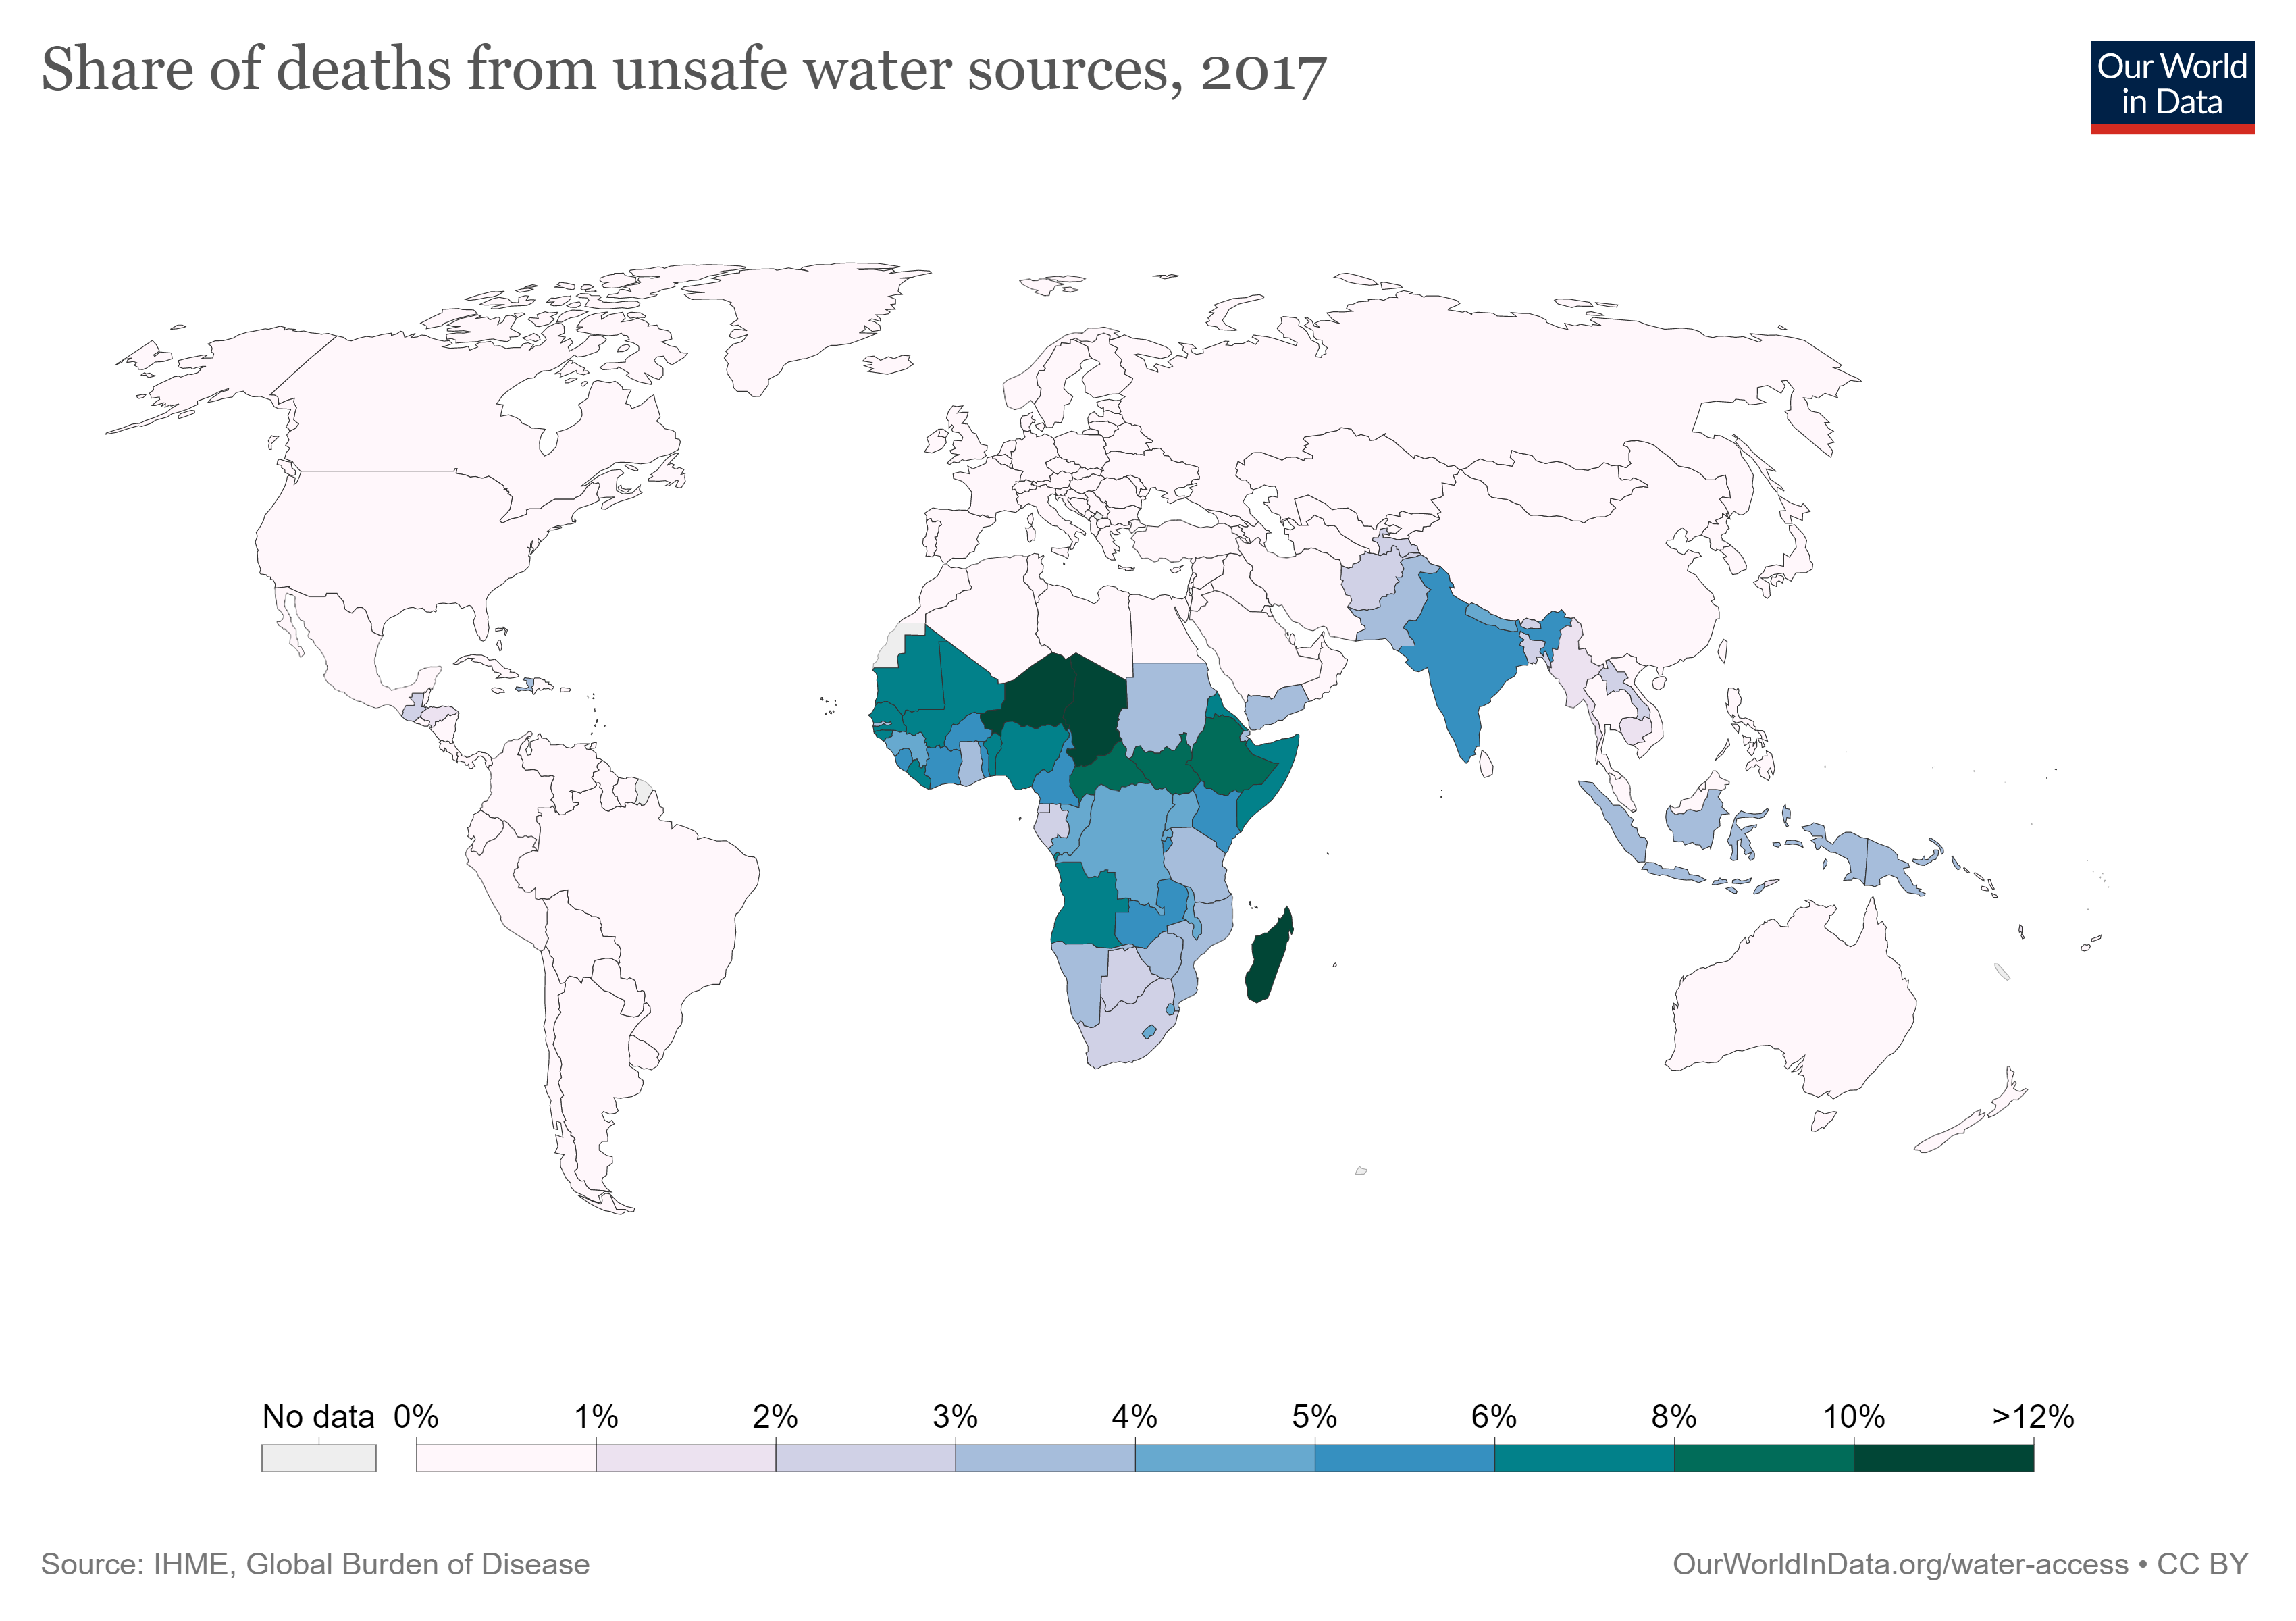 Share of deaths from unsafe water sources, 2017
Our World
in Data
No data 0% 1% 2% 3% 4% 5% 6% 8% 10% >12%
Source: IHME, Global Burden of Disease
OurWorldInData.org/water-access • CC BY